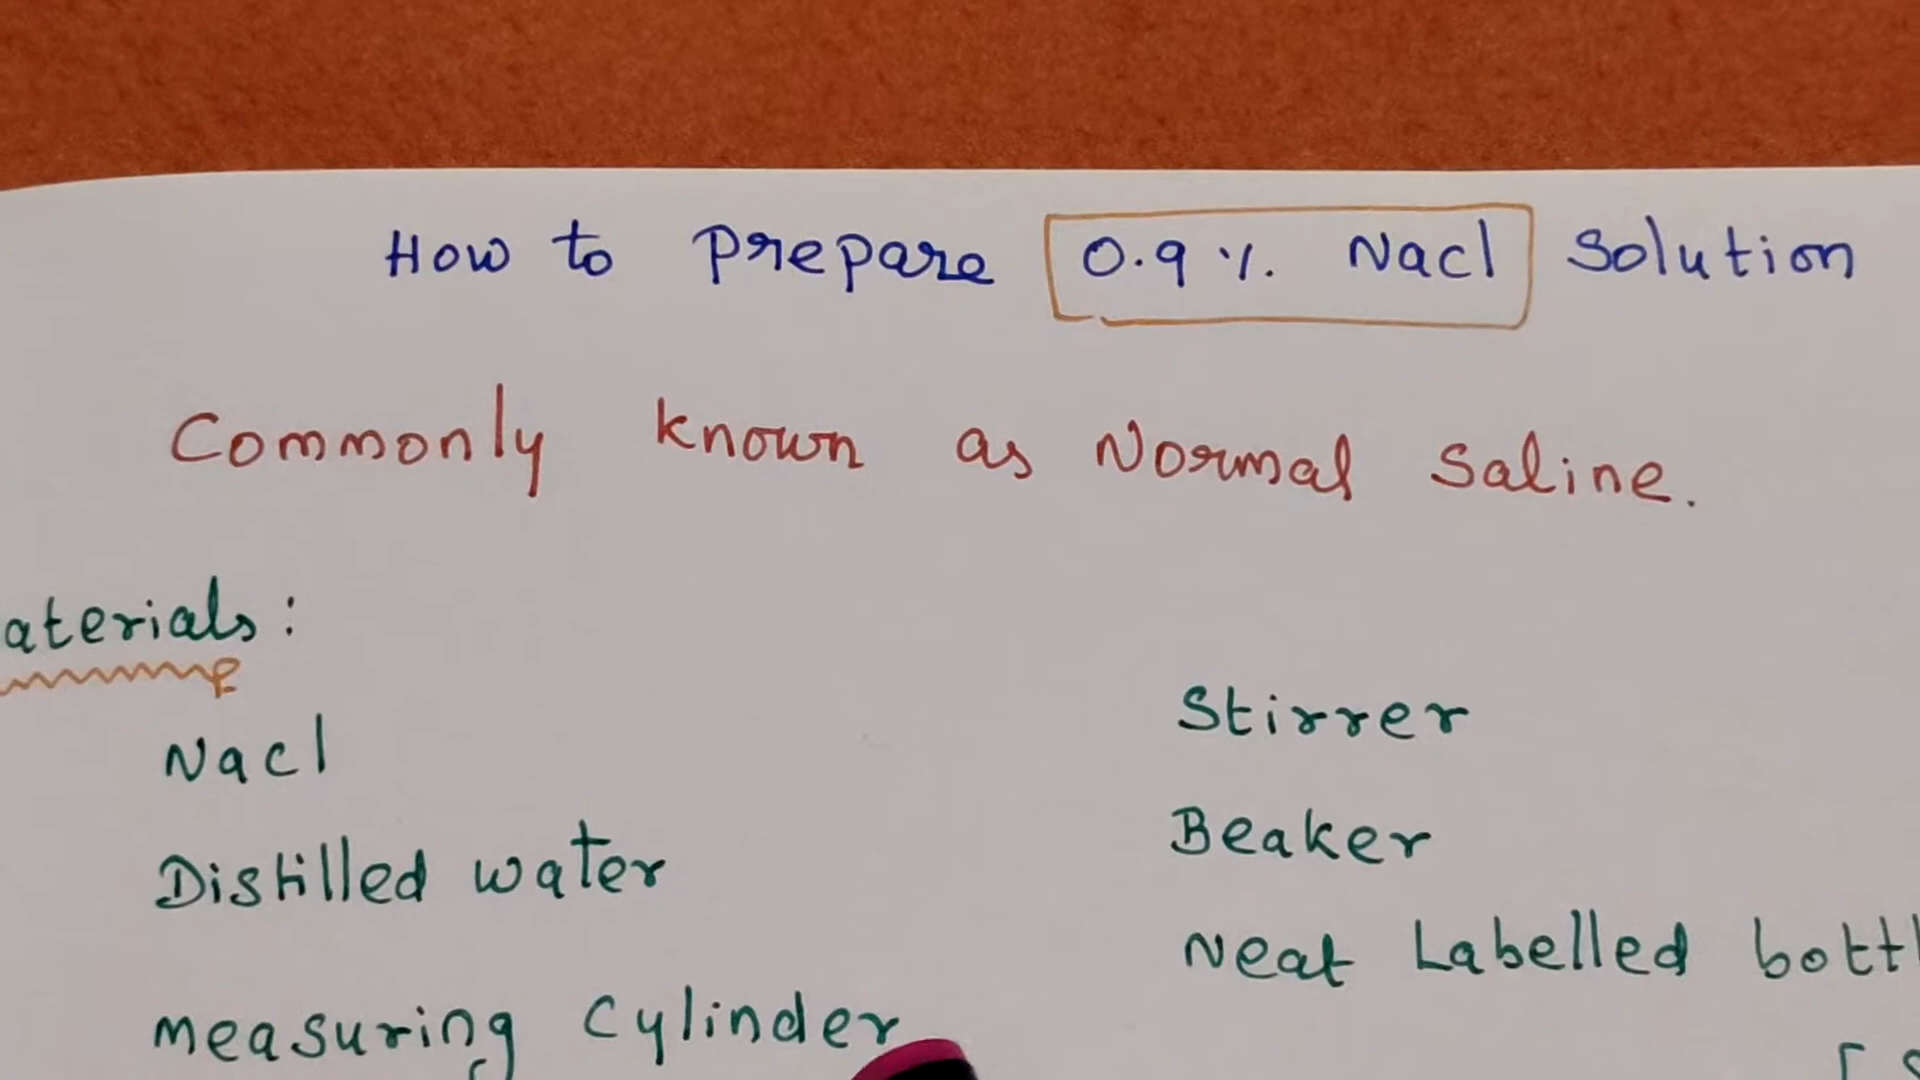 How to Prepare 0.9 % Nacl Solution
Commonly known as Normal Saline.
aterials :
Nacl
Stirrer
Distilled water
Beaker
measuring Cylinder
Neat Labelled bottl